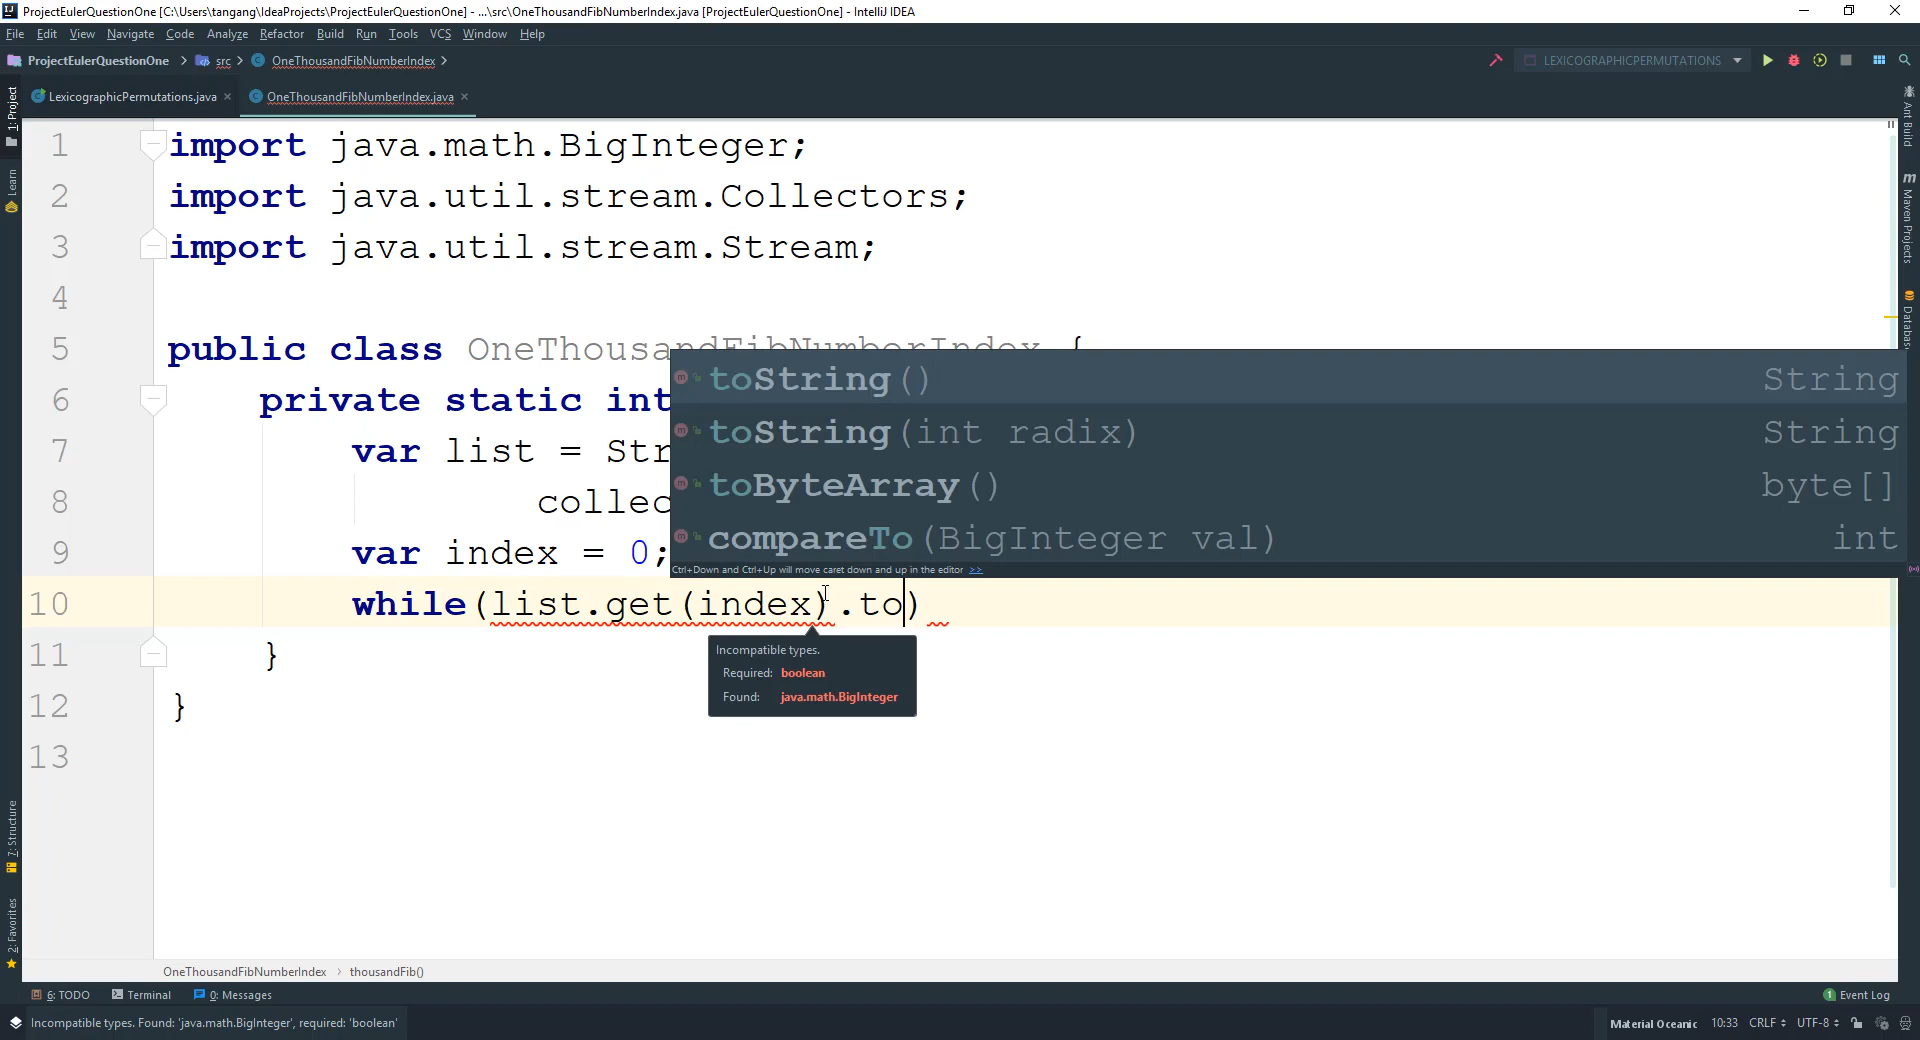 ProjectEulerQuestionOne [C:\Users\tangang\IdeaProjects\ProjectEulerQuestionOne] - ...\src\OneThousandFibNumberIndex.java [ProjectEulerQuestionOne] - IntelliJ IDEA
File Edit View Navigate Code Analyze Refactor Build Run Tools VCS Window Help
ProjectEulerQuestionOne src OneThousandFibNumberIndex LEXICOGRAPHICPERMUTATIONS
LexicographicPermutations.java OneThousandFibNumberIndex.java
1: Project
Learn
7: Structure
2: Favorites
Ant Build
Maven Projects
Database
1 import java.math.BigInteger;
2 import java.util.stream.Collectors;
3 import java.util.stream.Stream;
4
5 public class OneThousandFibNumberIndex {
6 private static int
7 var list = Str
8 collec
9 var index = 0;
10 while(list.get(index).to)
11 }
12 }
13
toString() String
toString(int radix) String
toByteArray() byte[]
compareTo(BigInteger val) int
Ctrl+Down and Ctrl+Up will move caret down and up in the editor >>
Incompatible types.
Required: boolean
Found: java.math.BigInteger
OneThousandFibNumberIndex › thousandFib()
6: TODO Terminal 0: Messages 1 Event Log
Incompatible types. Found: 'java.math.BigInteger', required: 'boolean' Material Oceanic 10:33 CRLF UTF-8